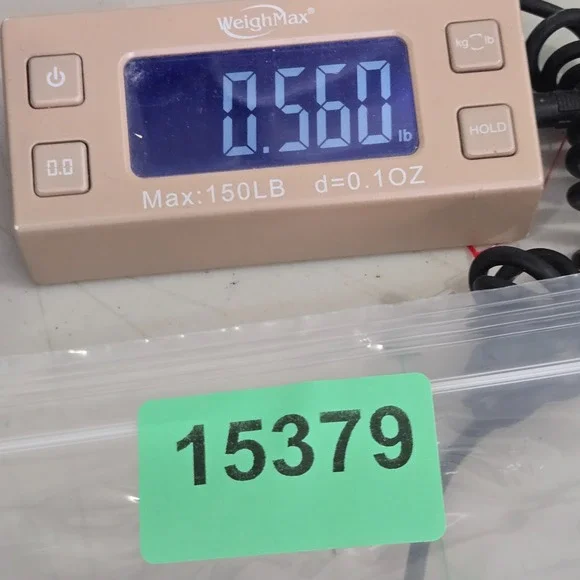 WeighMax®
kg lb
0.560 lb
HOLD
0.0
Max:150LB d=0.1OZ
15379